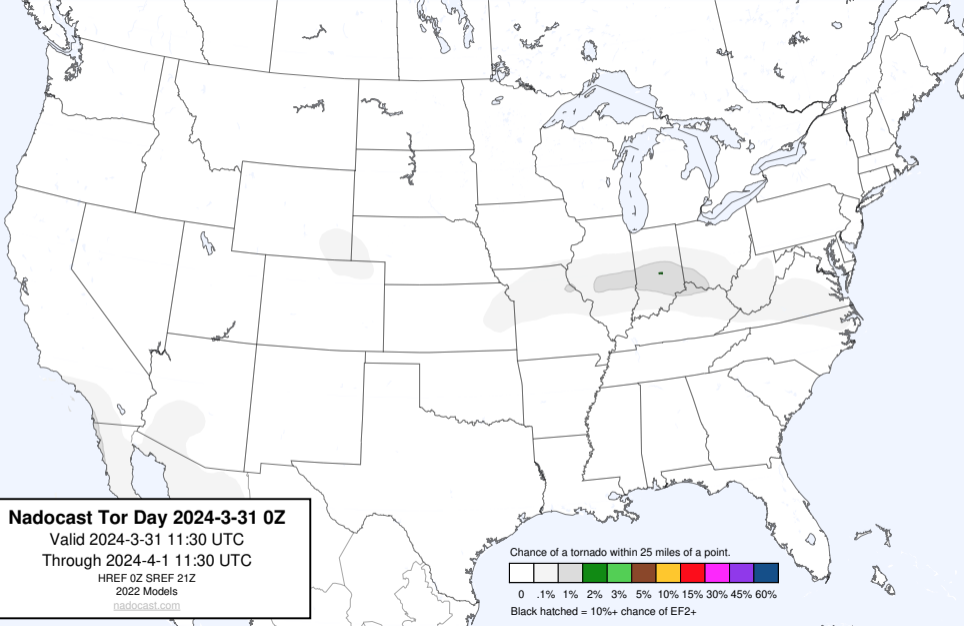 Nadocast Tor Day 2024-3-31 0Z
Valid 2024-3-31 11:30 UTC
Through 2024-4-1 11:30 UTC
HREF 0Z SREF 21Z
2022 Models
nadocast.com
Chance of a tornado within 25 miles of a point.
0 .1% 1% 2% 3% 5% 10% 15% 30% 45% 60%
Black hatched = 10%+ chance of EF2+